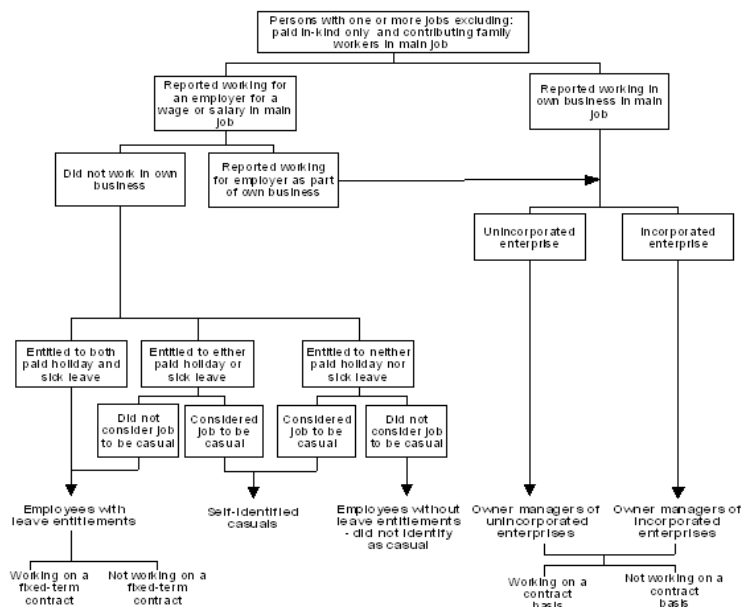 Persons with one or more jobs excluding:
paid in-kind only and contributing family
workers in main job
Reported working for
an employer for a
wage or salary in main
job
Reported working in
own business in main
job
Did not work in own
business
Reported working
for employer as part
of own business
Unincorporated
enterprise
Incorporated
enterprise
Entitled to both
paid holiday and
sick leave
Entitled to either
paid holiday or
sick leave
Entitled to neither
paid holiday nor
sick leave
Did not
consider job
to be casual
Considered
job to be
casual
Considered
job to be
casual
Did not
consider job
to be casual
Employees with
leave entitlements
Self-identified
casuals
Employees without
leave entitlements
- did not identify
as casual
Owner managers of
unincorporated
enterprises
Owner managers of
incorporated
enterprises
Working on a
fixed-term
contract
Not working on a
fixed-term
contract
Working on a
contract
basis
Not working on a
contract
basis